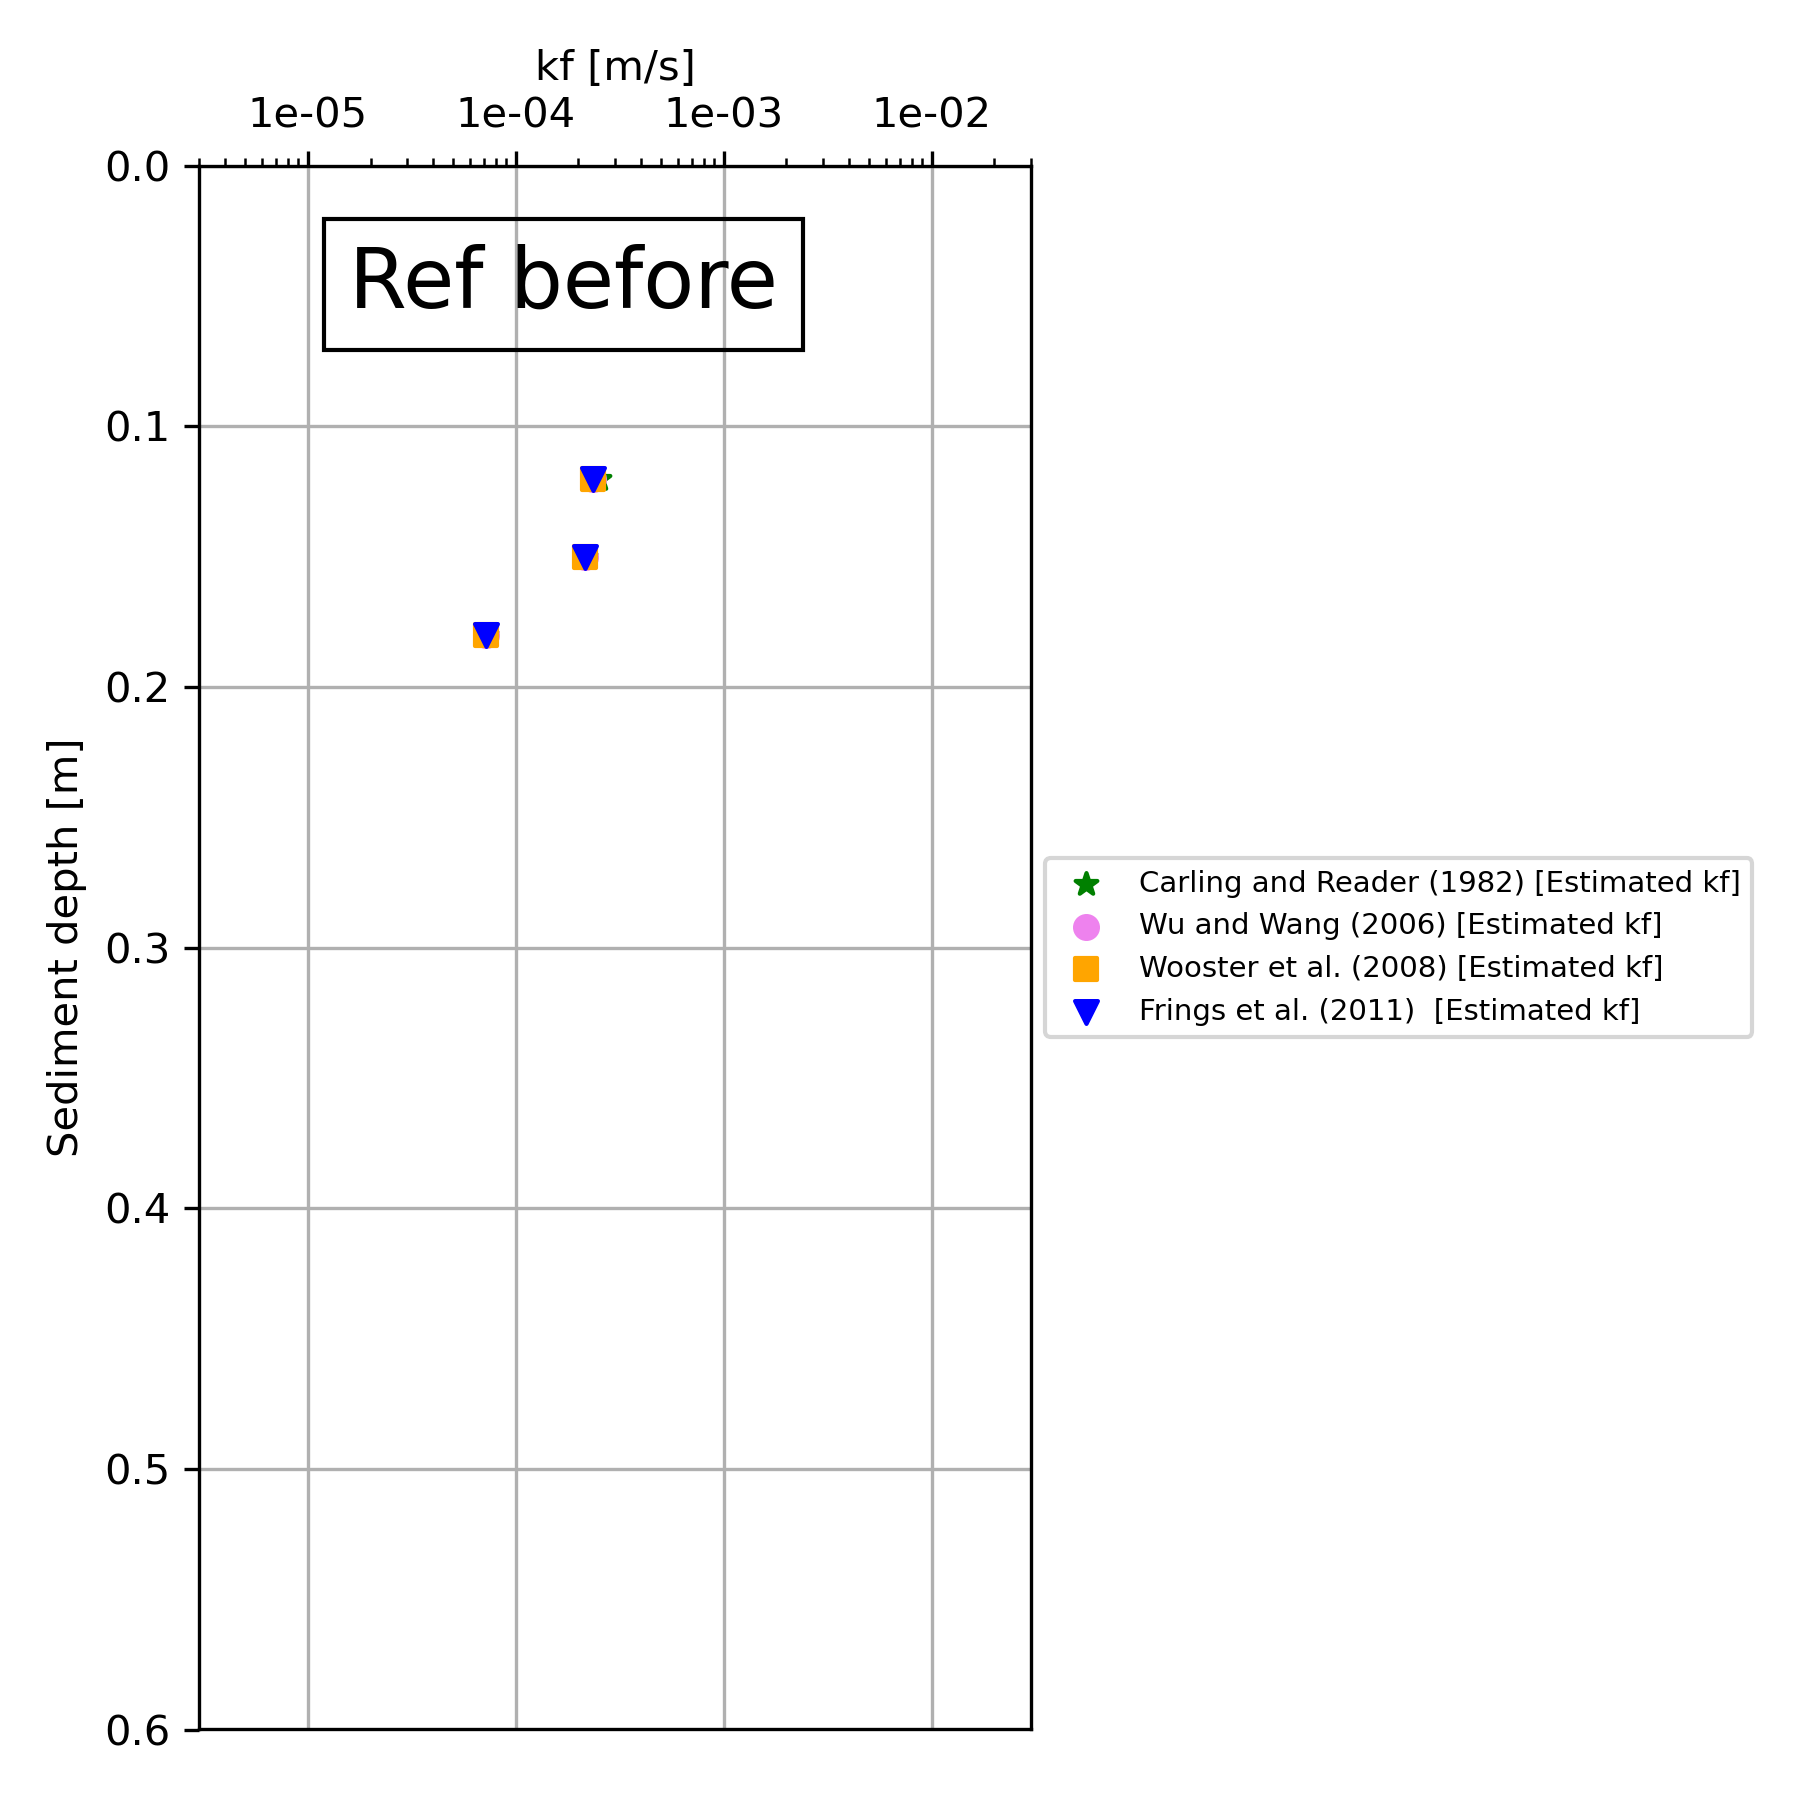 kf [m/s]
1e-05 1e-04 1e-03 1e-02
0.0
Ref before
0.1
0.2
0.3
0.4
0.5
0.6
Sediment depth [m]
Carling and Reader (1982) [Estimated kf]
Wu and Wang (2006) [Estimated kf]
Wooster et al. (2008) [Estimated kf]
Frings et al. (2011)  [Estimated kf]